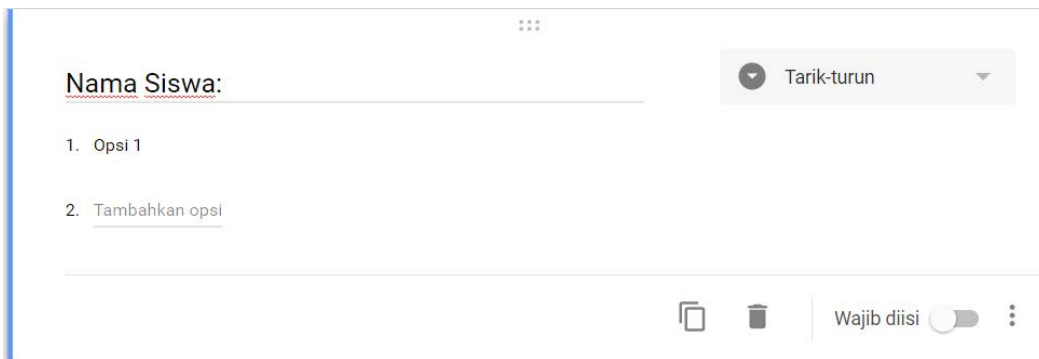 Nama Siswa:
Tarik-turun
1. Opsi 1
2. Tambahkan opsi
Wajib diisi